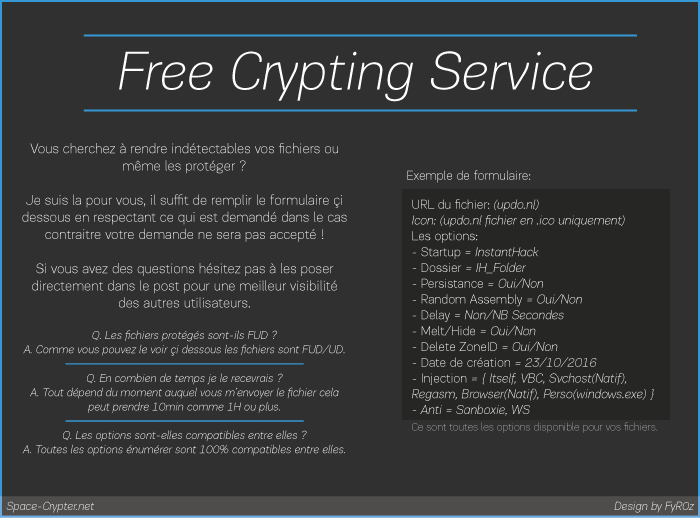 Free Crypting Service
Vous cherchez à rendre indétectables vos fichiers ou
même les protéger ?
Je suis la pour vous, il suffit de remplir le formulaire çi
dessous en respectant ce qui est demandé dans le cas
contraitre votre demande ne sera pas accepté !
Si vous avez des questions hésitez pas à les poser
directement dans le post pour une meilleur visibilité
des autres utilisateurs.
Q. Les fichiers protégés sont-ils FUD ?
A. Comme vous pouvez le voir çi dessous les fichiers sont FUD/UD.
Q. En combien de temps je le recevrais ?
A. Tout dépend du moment auquel vous m'envoyer le fichier cela
peut prendre 10min comme 1H ou plus.
Q. Les options sont-elles compatibles entre elles ?
A. Toutes les options énumérer sont 100% compatibles entre elles.
Exemple de formulaire:
URL du fichier: (updo.nl)
Icon: (updo.nl fichier en .ico uniquement)
Les options:
- Startup = InstantHack
- Dossier = IH_Folder
- Persistance = Oui/Non
- Random Assembly = Oui/Non
- Delay = Non/NB Secondes
- Melt/Hide = Oui/Non
- Delete ZoneID = Oui/Non
- Date de création = 23/10/2016
- Injection = { Itself, VBC, Svchost(Natif),
Regasm, Browser(Natif), Perso(windows.exe) }
- Anti = Sanboxie, WS
Ce sont toutes les options disponible pour vos fichiers.
Space-Crypter.net
Design by FyR0z